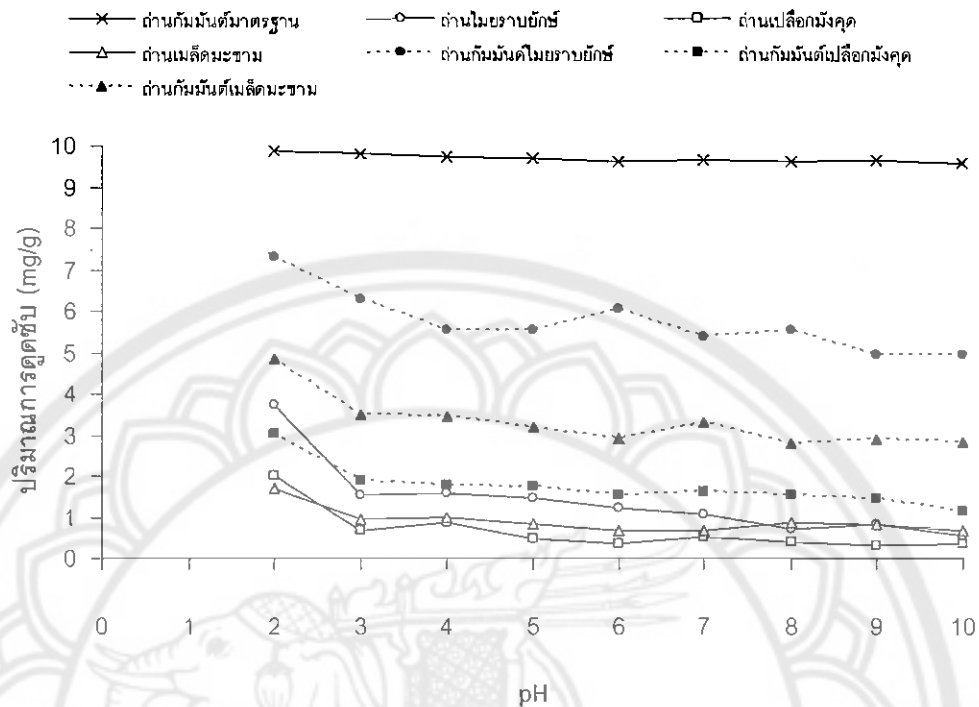 ถ่านกัมมันต์มาตรฐาน ถ่านไมยราบยักษ์ ถ่านเปลือกมังคุด
ถ่านเมล็ดมะขาม ถ่านกัมมันต์ไมยราบยักษ์ ถ่านกัมมันต์เปลือกมังคุด
ถ่านกัมมันต์เมล็ดมะขาม
ปริมาณการดูดซับ (mg/g)
10
9
8
7
6
5
4
3
2
1
0
0 1 2 3 4 5 6 7 8 9 10
pH